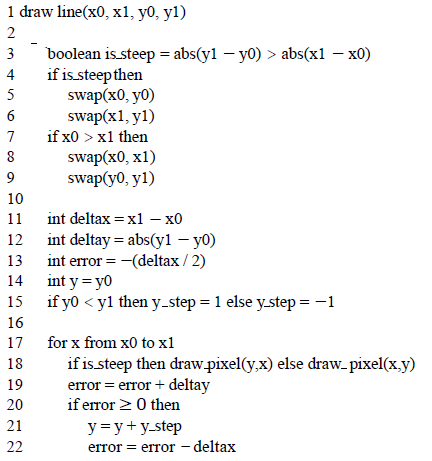 1 draw line(x0, x1, y0, y1)
2
3 boolean is_steep = abs(y1 − y0) > abs(x1 − x0)
4 if is_steep then
5 swap(x0, y0)
6 swap(x1, y1)
7 if x0 > x1 then
8 swap(x0, x1)
9 swap(y0, y1)
10
11 int deltax = x1 − x0
12 int deltay = abs(y1 − y0)
13 int error = −(deltax / 2)
14 int y = y0
15 if y0 < y1 then y_step = 1 else y_step = −1
16
17 for x from x0 to x1
18 if is_steep then draw_pixel(y,x) else draw_pixel(x,y)
19 error = error + deltay
20 if error ≥ 0 then
21 y = y + y_step
22 error = error − deltax